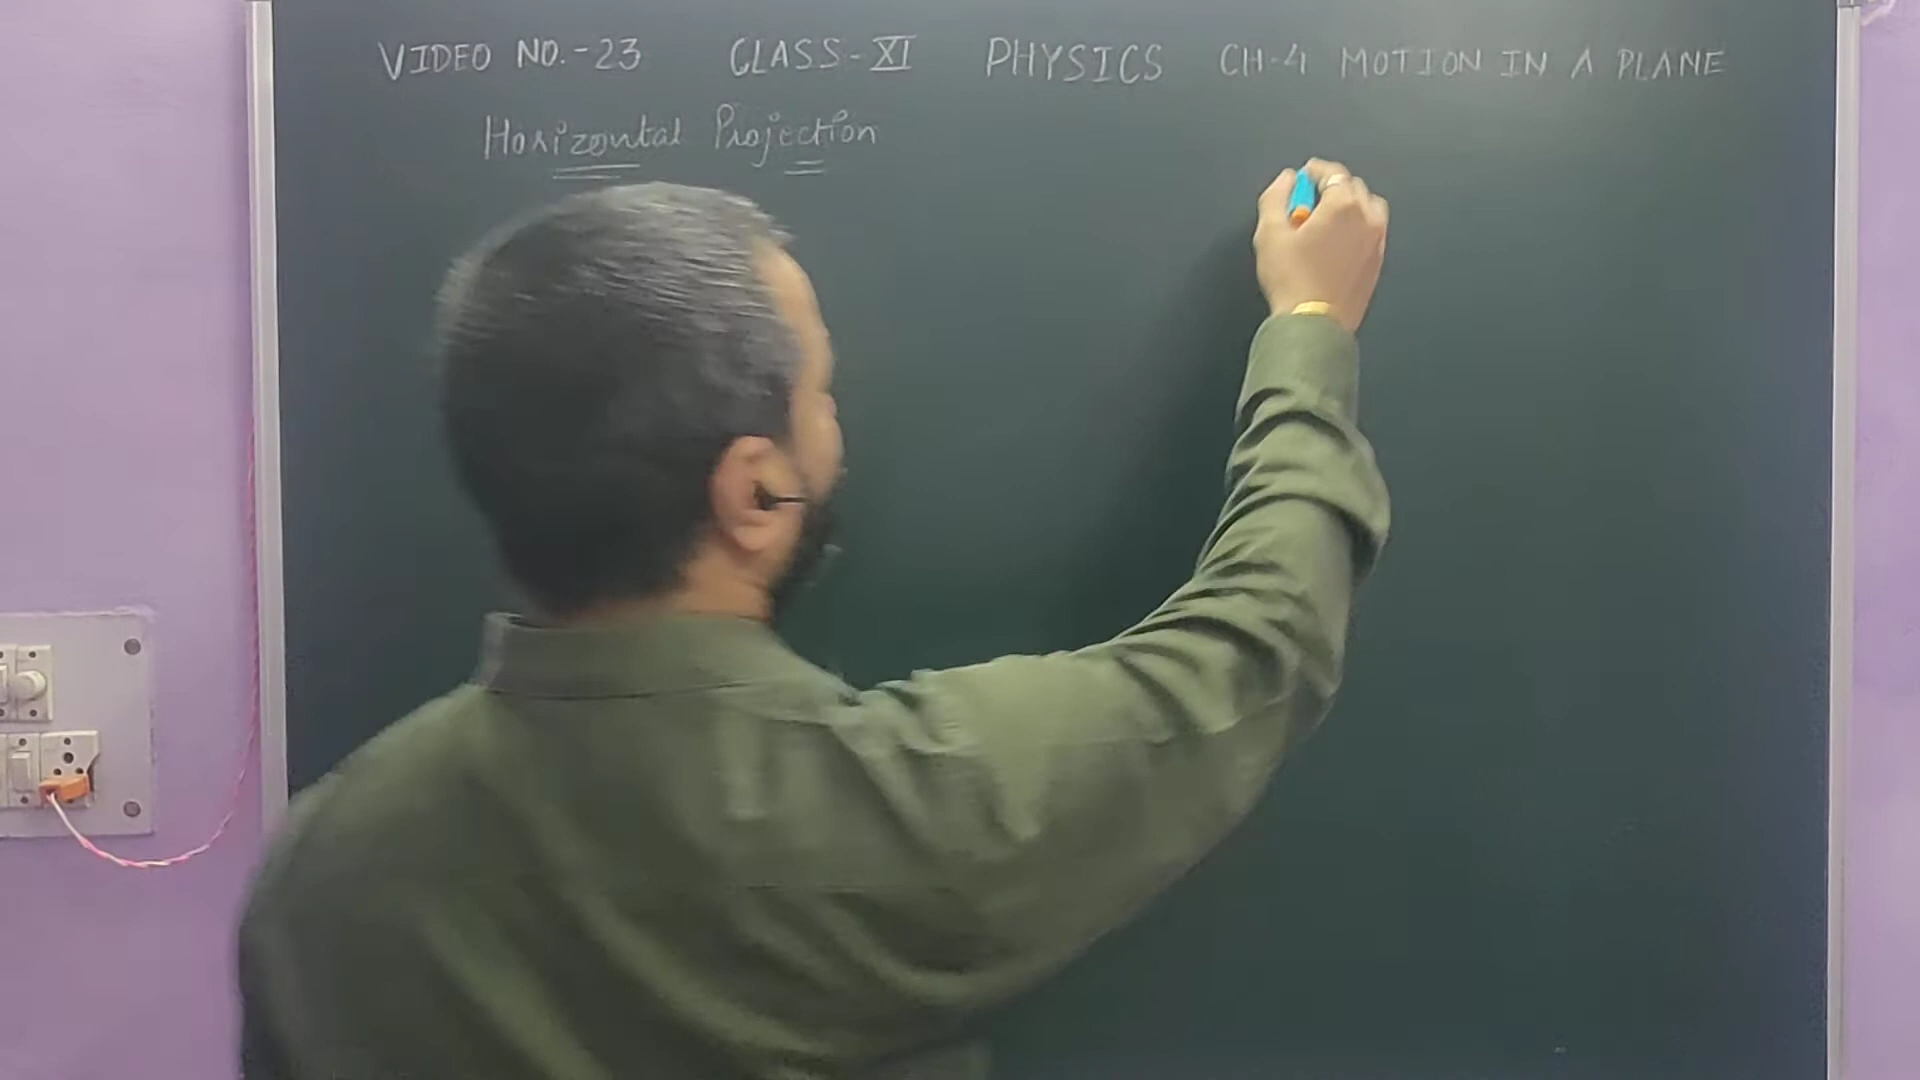 VIDEO NO.-23 CLASS-XI PHYSICS CH-4 MOTION IN A PLANE
Horizontal Projection